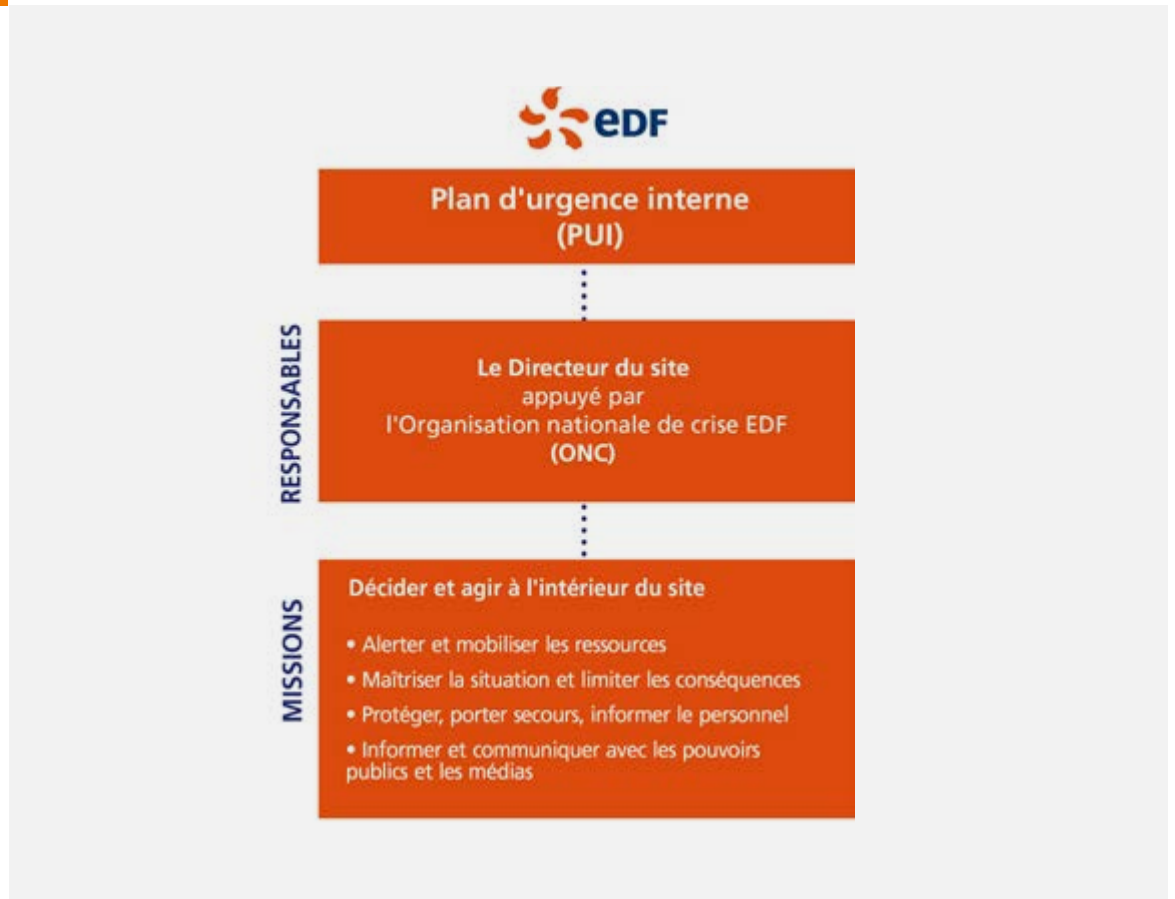 eDF
Plan d'urgence interne
(PUI)
RESPONSABLES
Le Directeur du site
appuyé par
l'Organisation nationale de crise EDF
(ONC)
MISSIONS
Décider et agir à l'intérieur du site
• Alerter et mobiliser les ressources
• Maîtriser la situation et limiter les conséquences
• Protéger, porter secours, informer le personnel
• Informer et communiquer avec les pouvoirs
publics et les médias